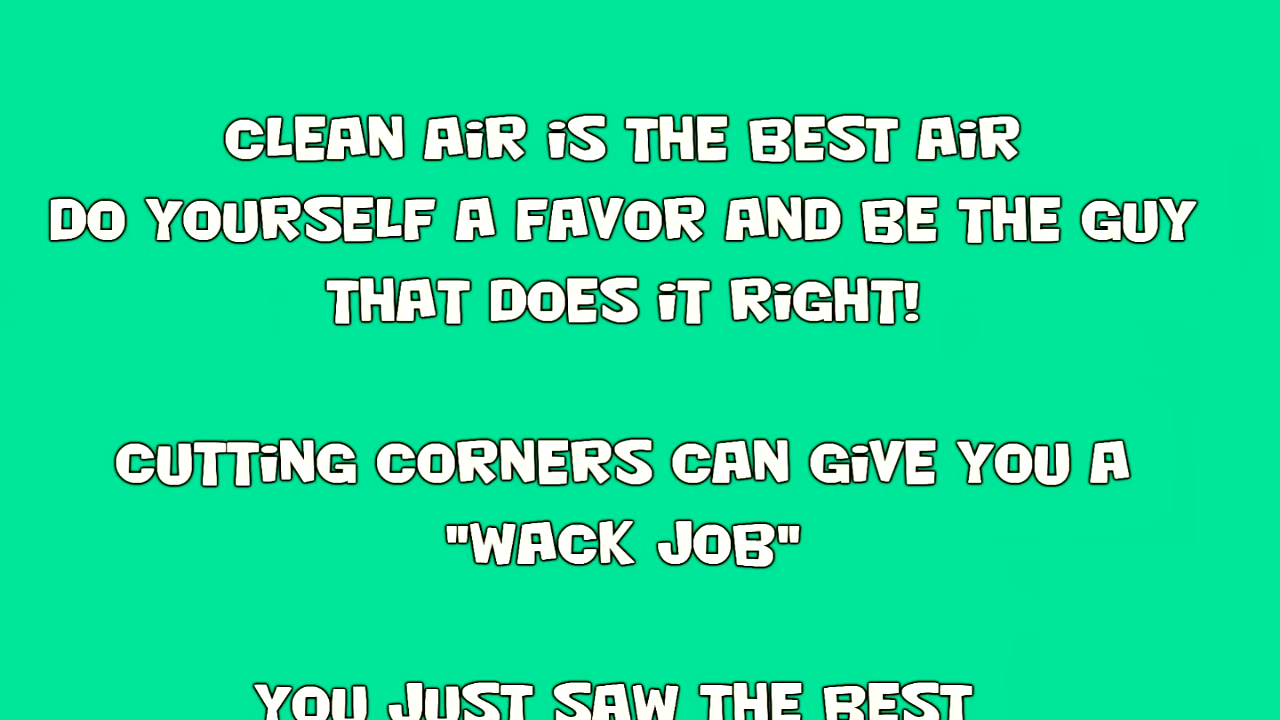 CLEAN AiR iS THE BEST AiR
DO YOURSELF A FAVOR AND BE THE GUY
THAT DOES iT RiGHT!
CUTTiNG CORNERS CAN GiVE YOU A
"WACK JOB"
YOU JUST SAW THE BEST